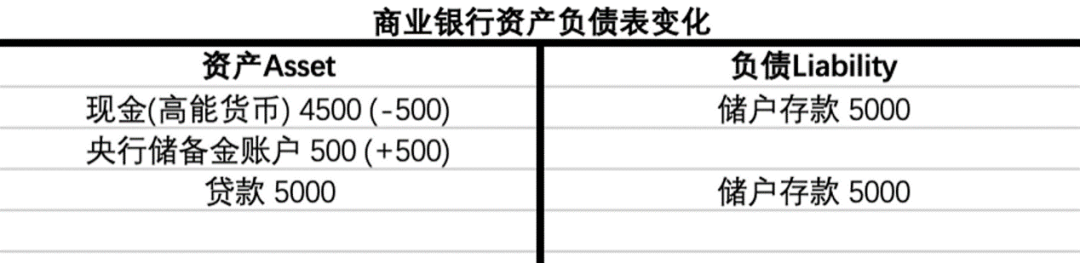 商业银行资产负债表变化
资产Asset 负债Liability
现金(高能货币) 4500 (-500) 储户存款 5000
央行储备金账户 500 (+500)
贷款 5000 储户存款 5000